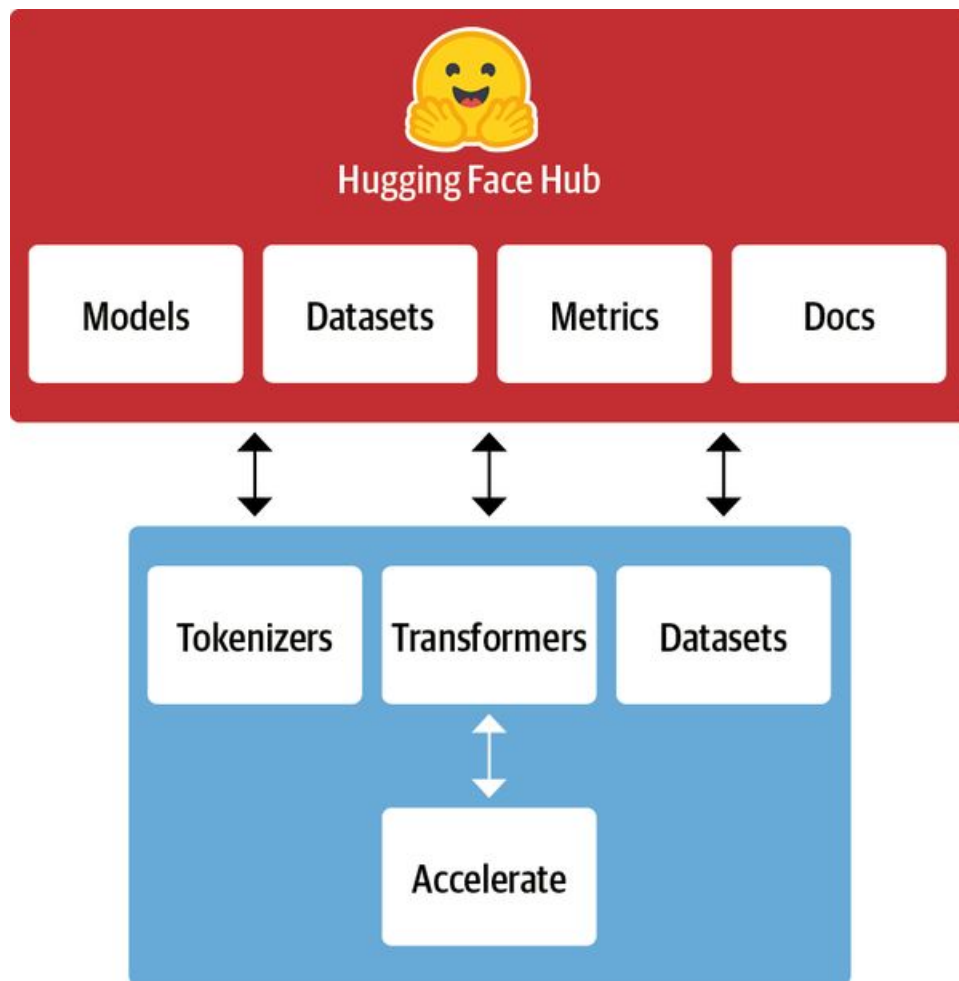 Hugging Face Hub
Models Datasets Metrics Docs
Tokenizers Transformers Datasets
Accelerate